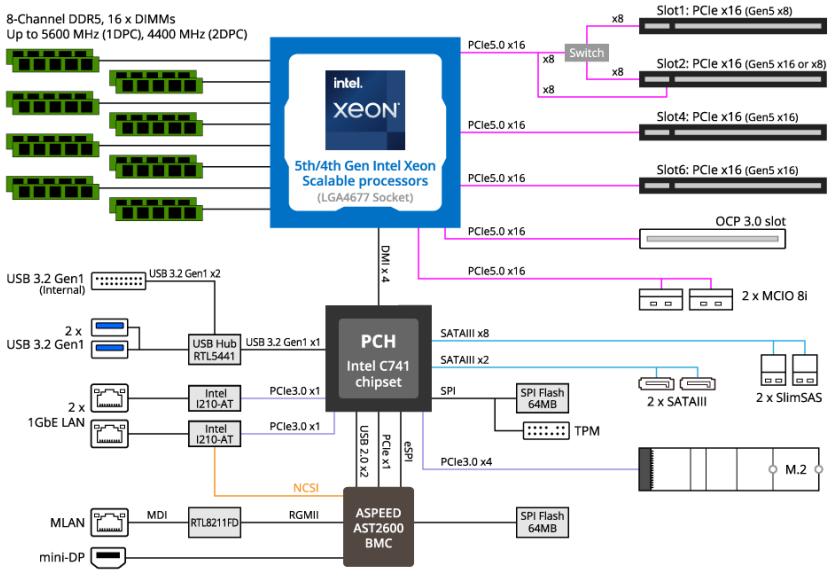 8-Channel DDR5, 16 x DIMMs
Up to 5600 MHz (1DPC), 4400 MHz (2DPC)
intel.
xeon
5th/4th Gen Intel Xeon
Scalable processors
(LGA4677 Socket)
PCIe5.0 x16
x8
Switch
x8
x8
Slot1: PCIe x16 (Gen5 x8)
Slot2: PCIe x16 (Gen5 x16 or x8)
PCIe5.0 x16
Slot4: PCIe x16 (Gen5 x16)
PCIe5.0 x16
Slot6: PCIe x16 (Gen5 x16)
PCIe5.0 x16
OCP 3.0 slot
PCIe5.0 x16
2 x MCIO 8i
DMI x 4
USB 3.2 Gen1
(Internal)
USB 3.2 Gen1 x2
2 x
USB 3.2 Gen1
USB Hub
RTL5441
USB 3.2 Gen1 x1
PCH
Intel C741
chipset
SATAIII x8
2 x SlimSAS
SATAIII x2
2 x SATAIII
SPI
SPI Flash
64MB
TPM
2 x
1GbE LAN
Intel
I210-AT
PCIe3.0 x1
Intel
I210-AT
PCIe3.0 x1
USB 2.0 x2
PCIe x1
eSPI
PCIe3.0 x4
M.2
NCSI
MLAN
MDI
RTL8211FD
RGMII
ASPEED
AST2600
BMC
SPI Flash
64MB
mini-DP